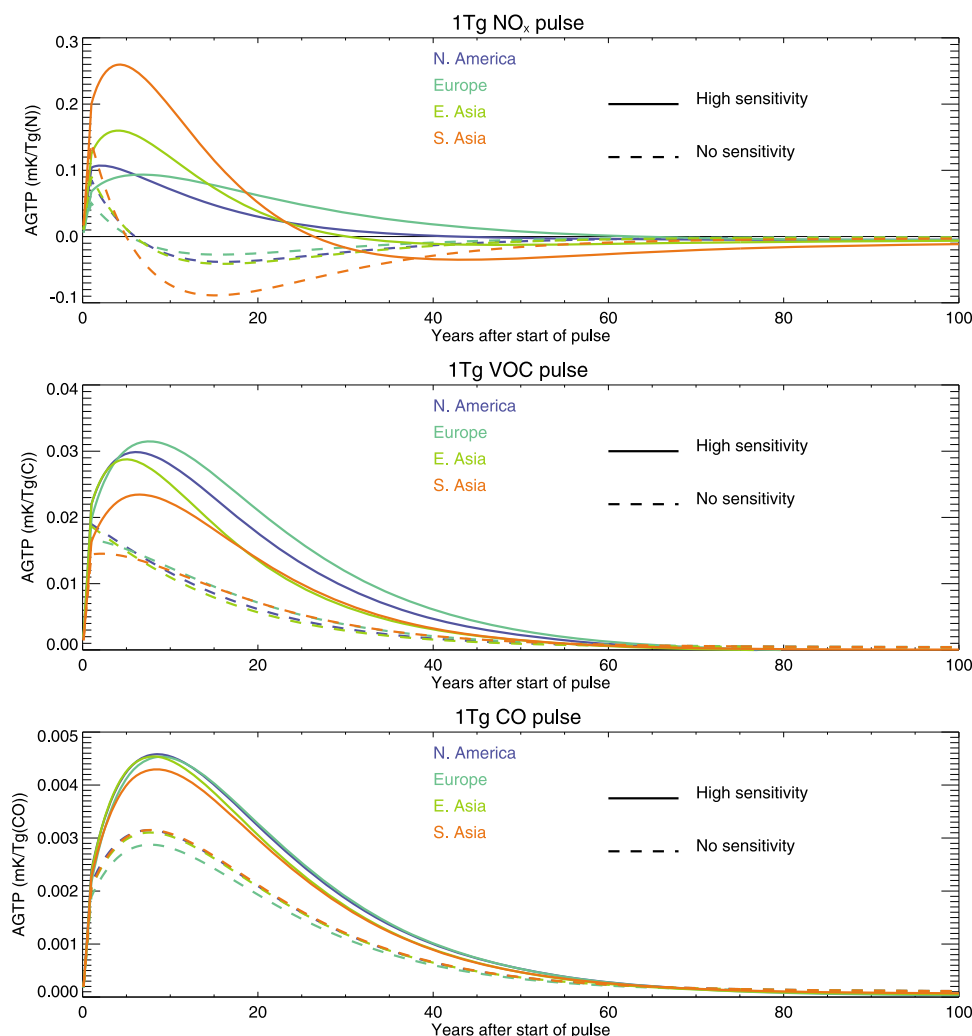 1Tg NOx pulse
AGTP (mK/Tg(N))
0.3
0.2
0.1
0.0
-0.1
N. America
Europe
E. Asia
S. Asia
High sensitivity
No sensitivity
0 20 40 60 80 100
Years after start of pulse
1Tg VOC pulse
AGTP (mK/Tg(C))
0.04
0.03
0.02
0.01
0.00
N. America
Europe
E. Asia
S. Asia
High sensitivity
No sensitivity
0 20 40 60 80 100
Years after start of pulse
1Tg CO pulse
AGTP (mK/Tg(CO))
0.005
0.004
0.003
0.002
0.001
0.000
N. America
Europe
E. Asia
S. Asia
High sensitivity
No sensitivity
0 20 40 60 80 100
Years after start of pulse